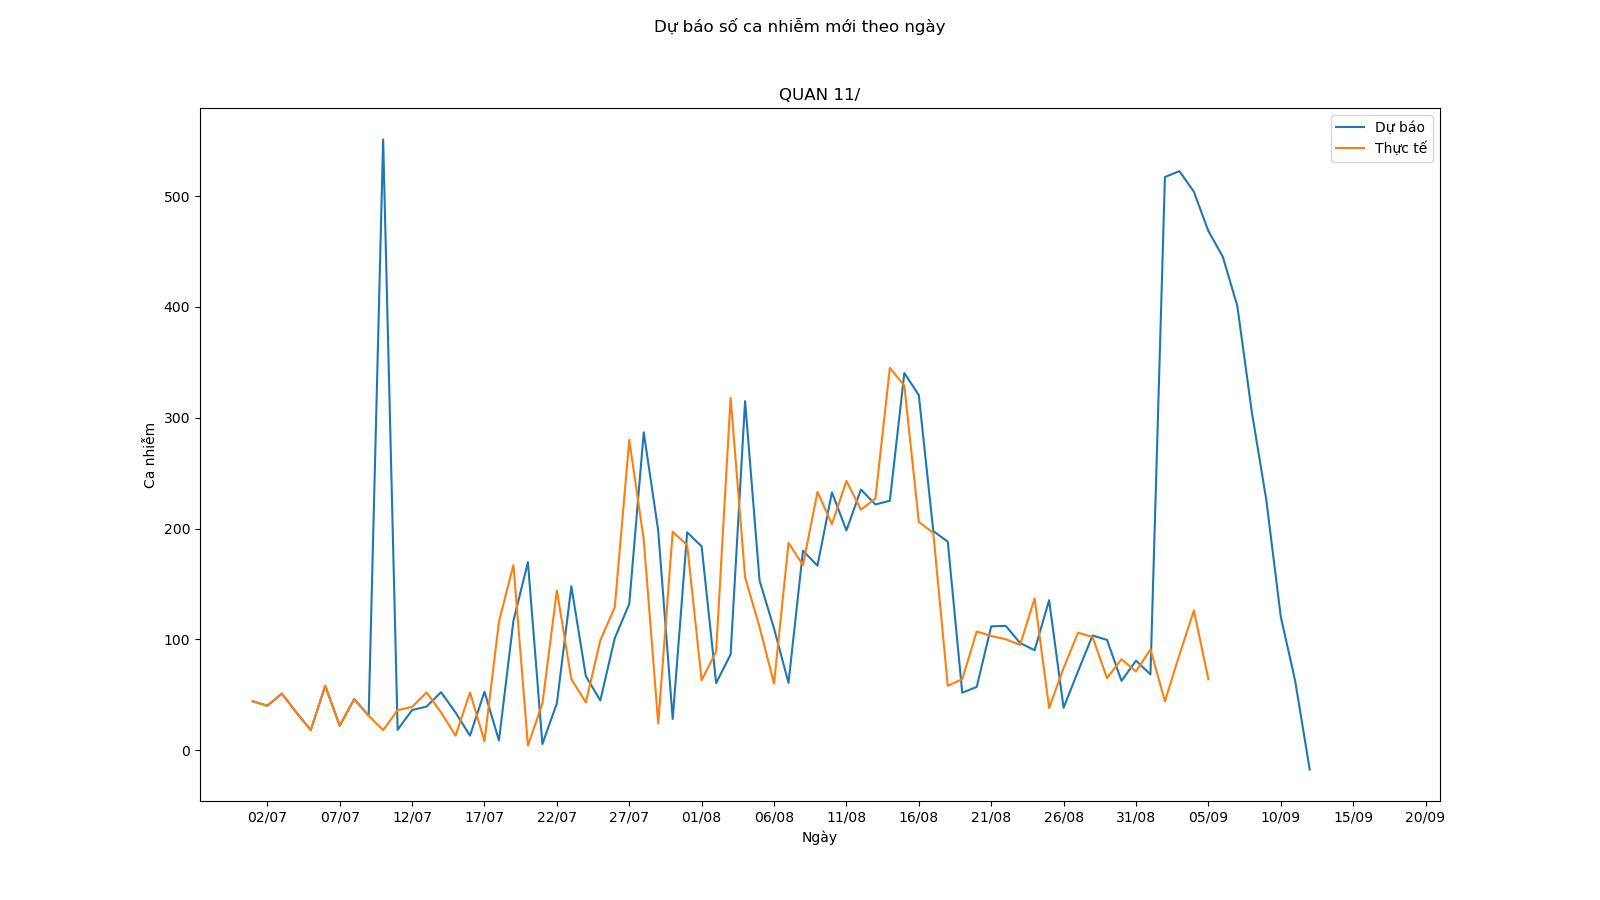 Dự báo số ca nhiễm mới theo ngày
QUAN 11/
Dự báo
Thực tế
500
400
300
200
100
0
Ca nhiễm
02/07 07/07 12/07 17/07 22/07 27/07 01/08 06/08 11/08 16/08 21/08 26/08 31/08 05/09 10/09 15/09 20/09
Ngày